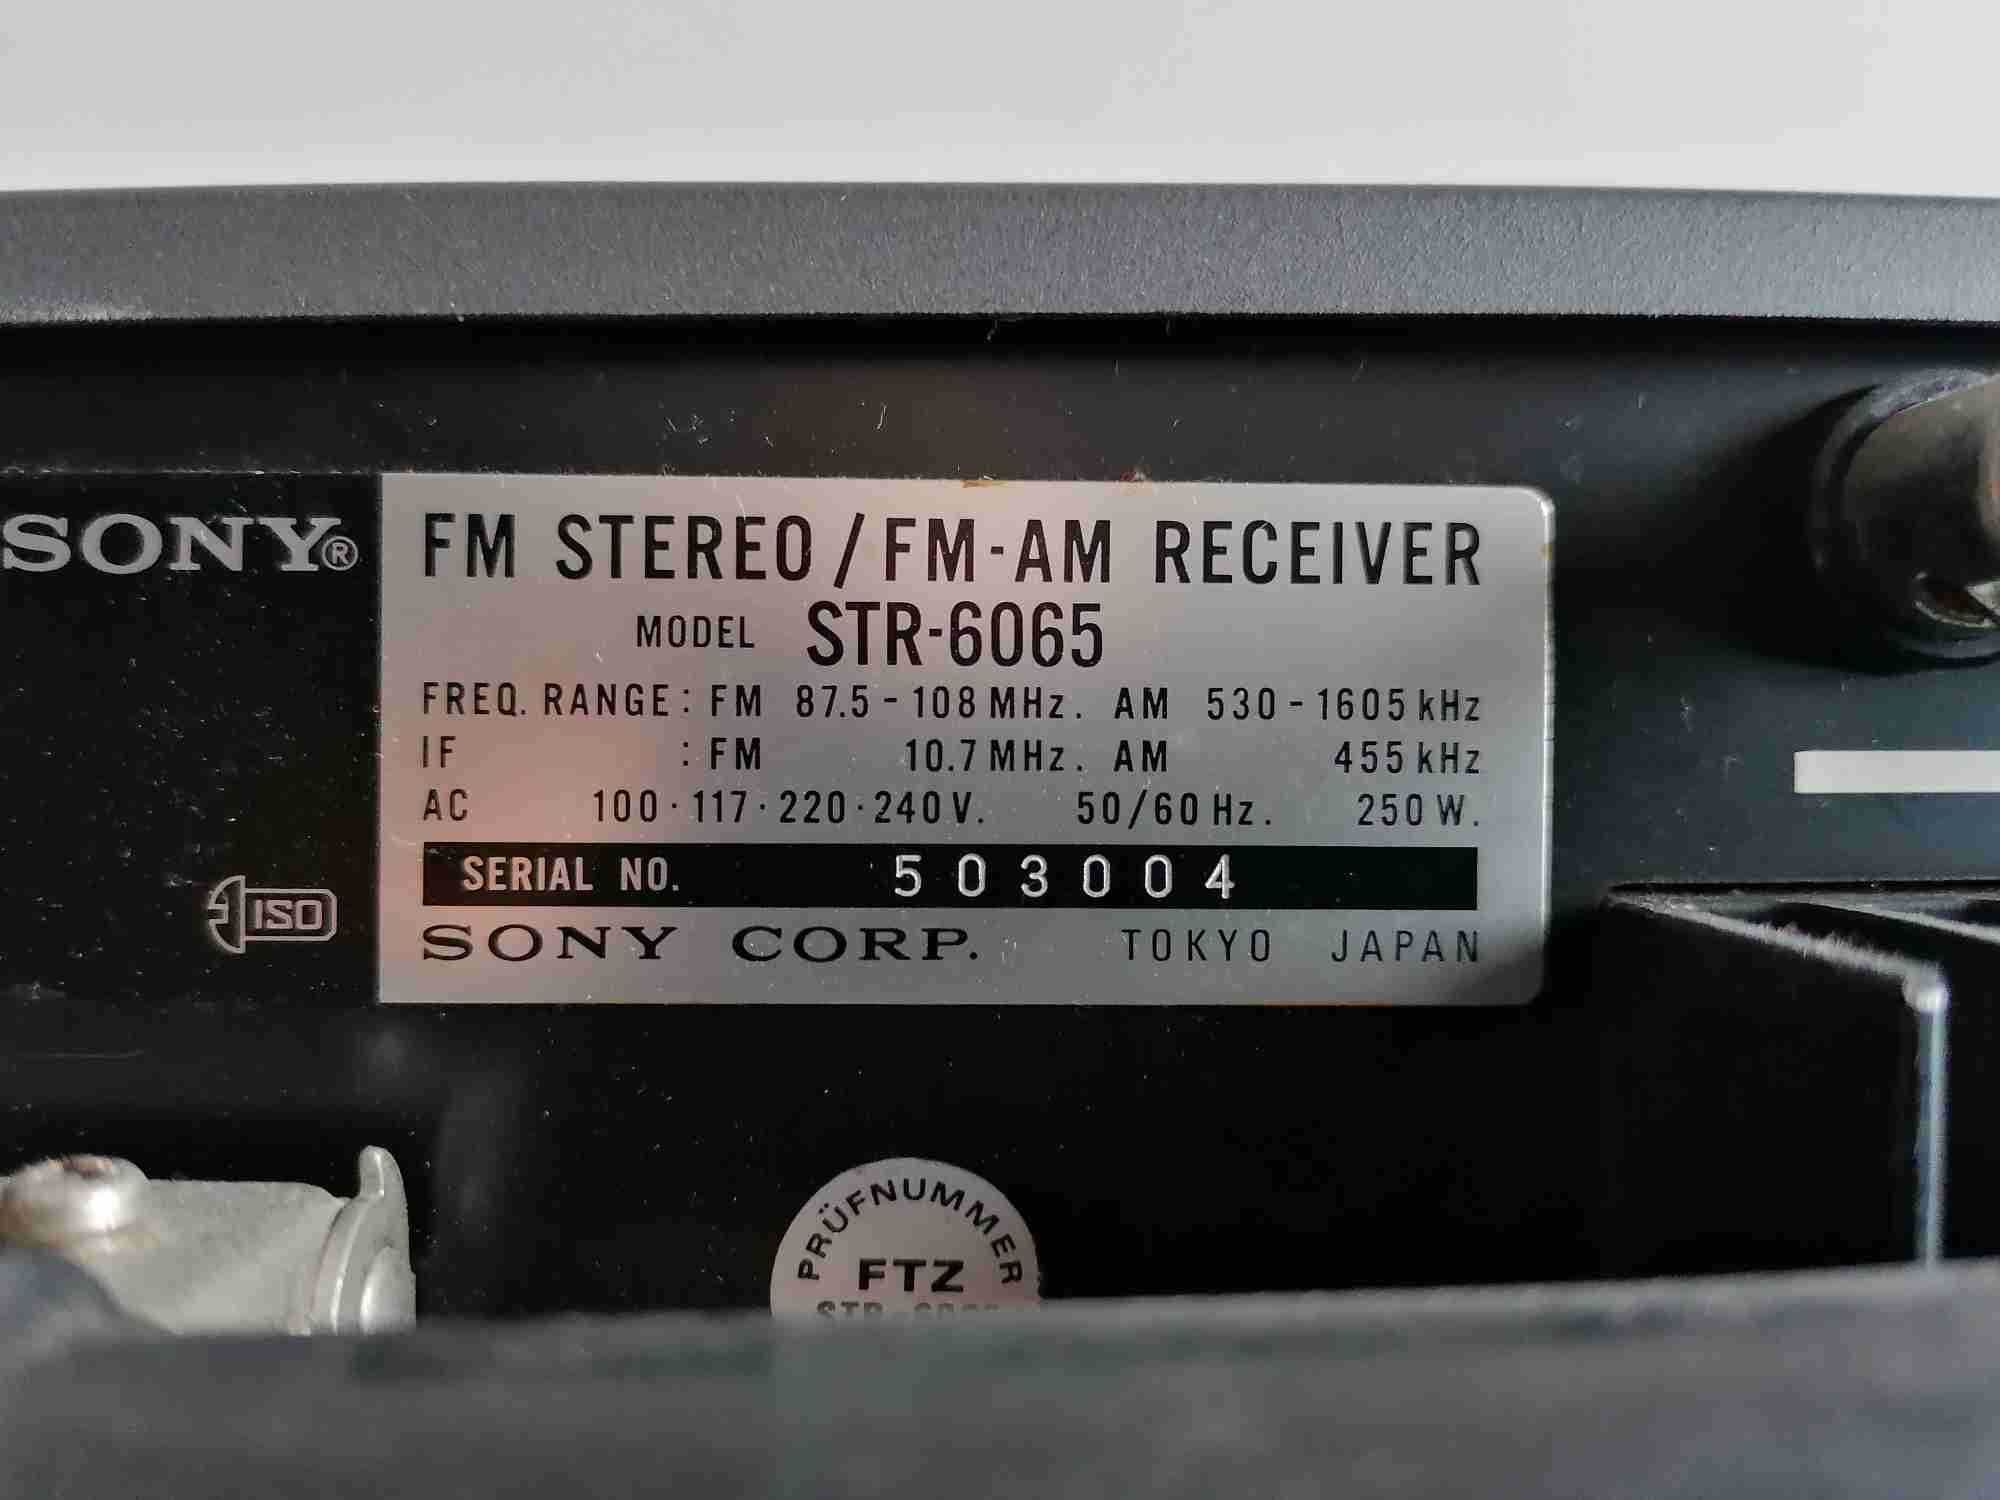 SONY®
FM STEREO / FM-AM RECEIVER
MODEL STR-6065
FREQ. RANGE : FM 87.5 - 108 MHz. AM 530 - 1605 kHz
IF : FM 10.7 MHz. AM 455 kHz
AC 100 · 117 · 220 · 240 V. 50/60 Hz. 250 W.
SERIAL NO. 503004
ISO
SONY CORP. TOKYO JAPAN
PRÜFNUMMER
FTZ